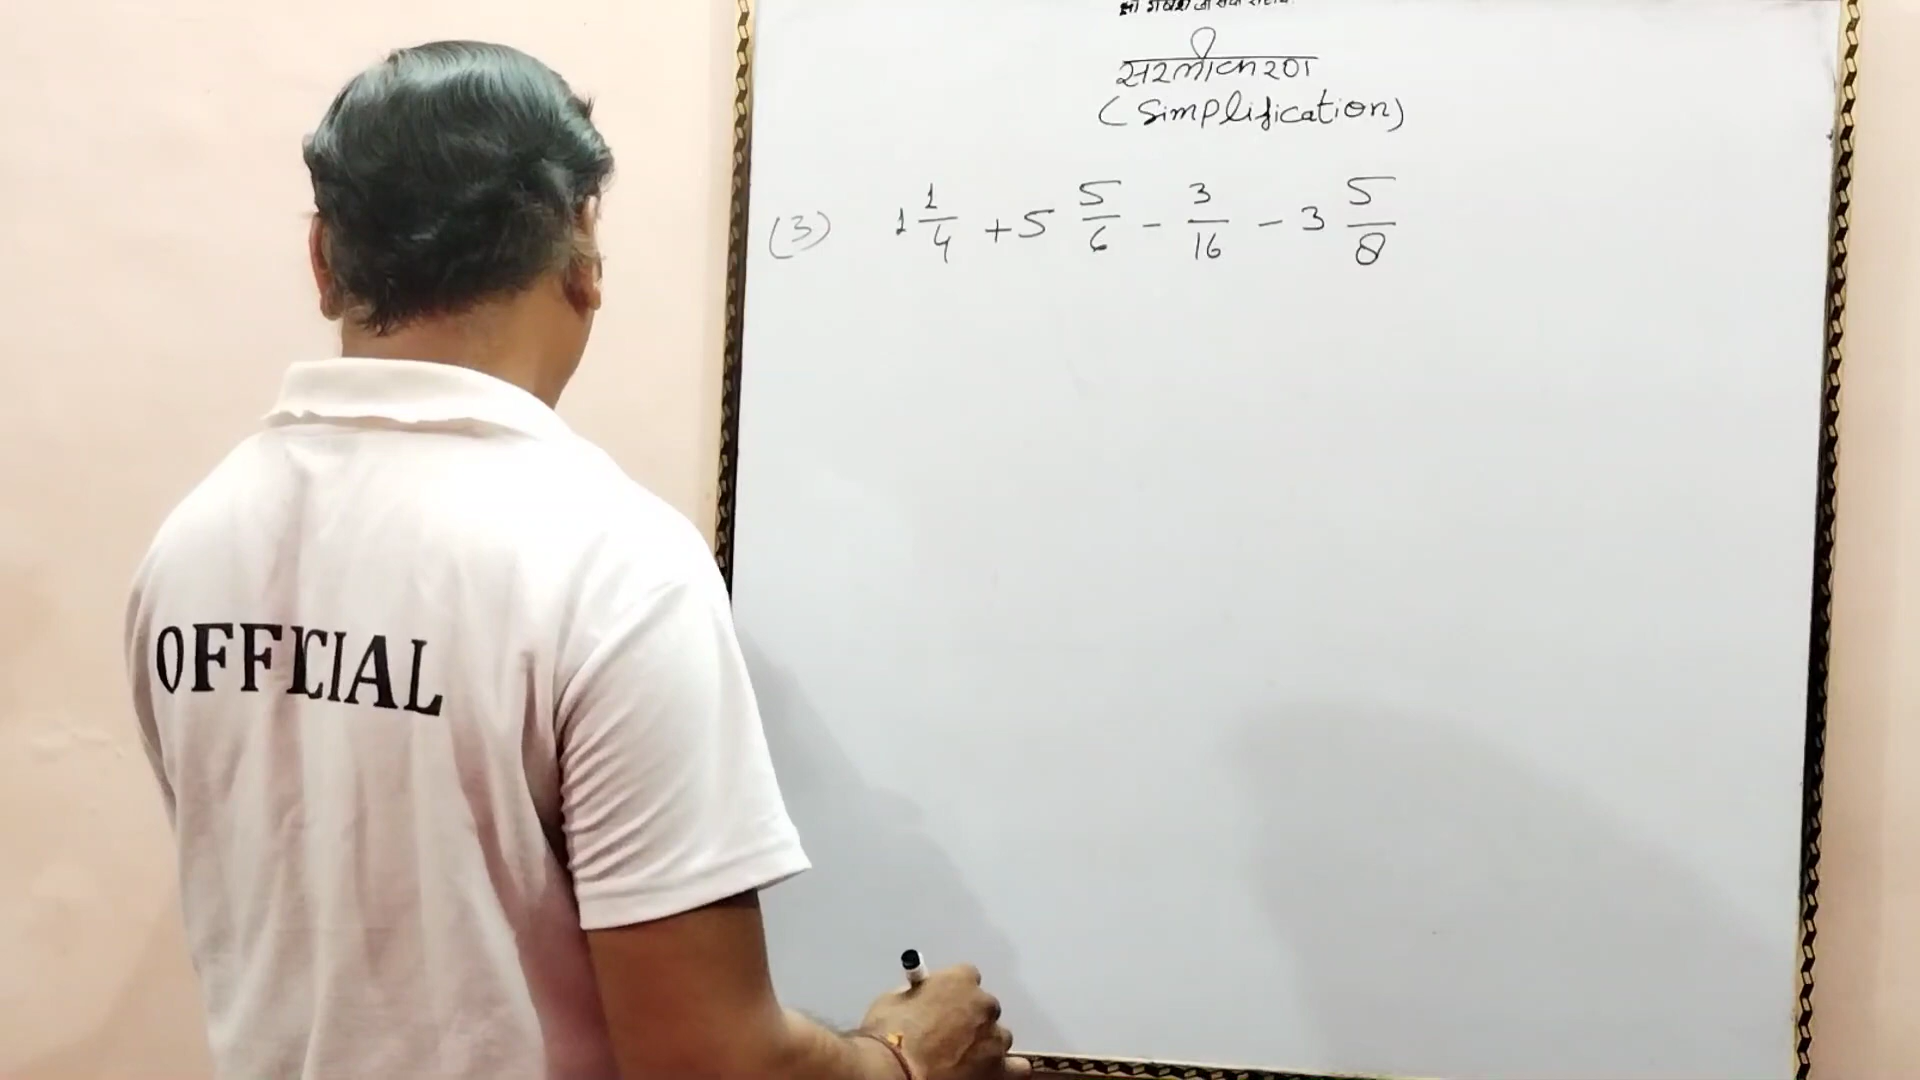 सरलीकरण
(Simplification)
(3) 1 1/4 + 5 5/6 - 3/16 - 3 5/8
OFFICIAL